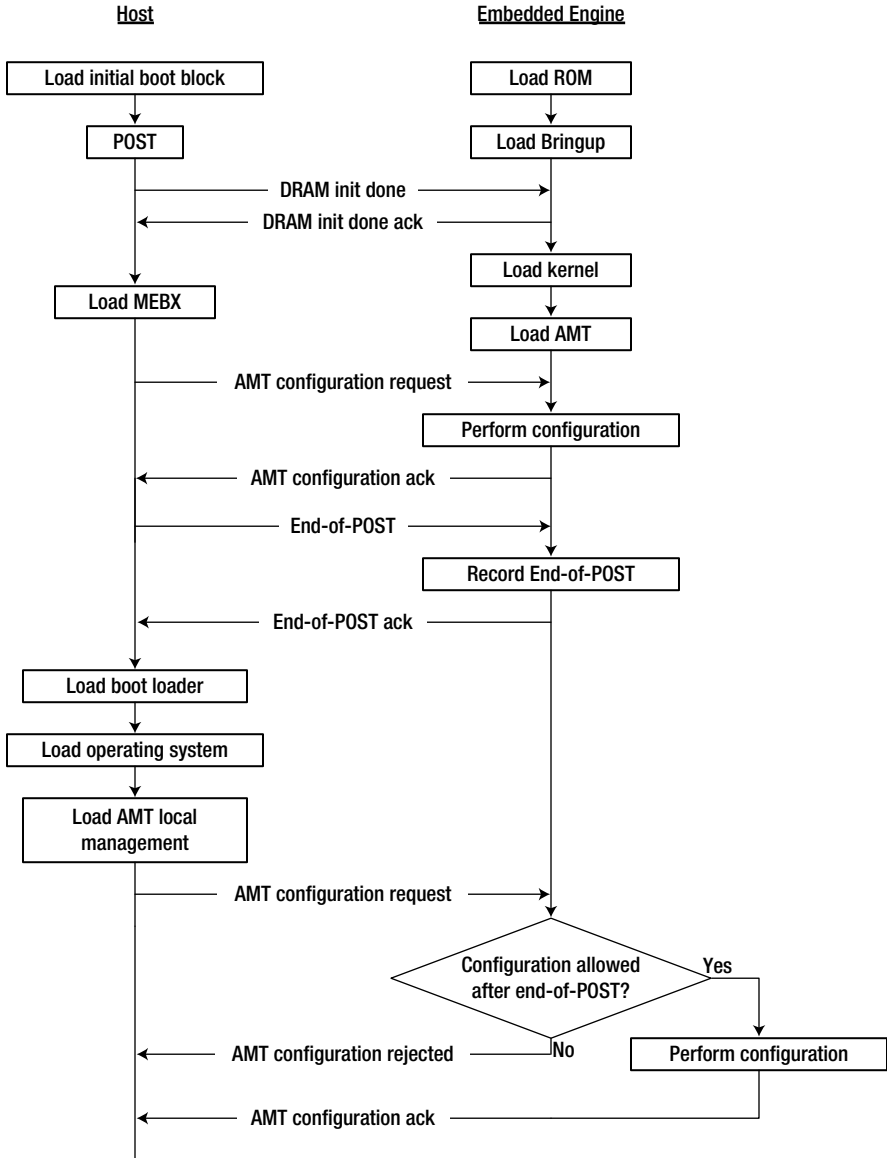 Host
Embedded Engine
Load initial boot block
Load ROM
POST
Load Bringup
DRAM init done
DRAM init done ack
Load kernel
Load MEBX
Load AMT
AMT configuration request
Perform configuration
AMT configuration ack
End-of-POST
Record End-of-POST
End-of-POST ack
Load boot loader
Load operating system
Load AMT local
management
AMT configuration request
Configuration allowed
after end-of-POST?
Yes
No
AMT configuration rejected
Perform configuration
AMT configuration ack